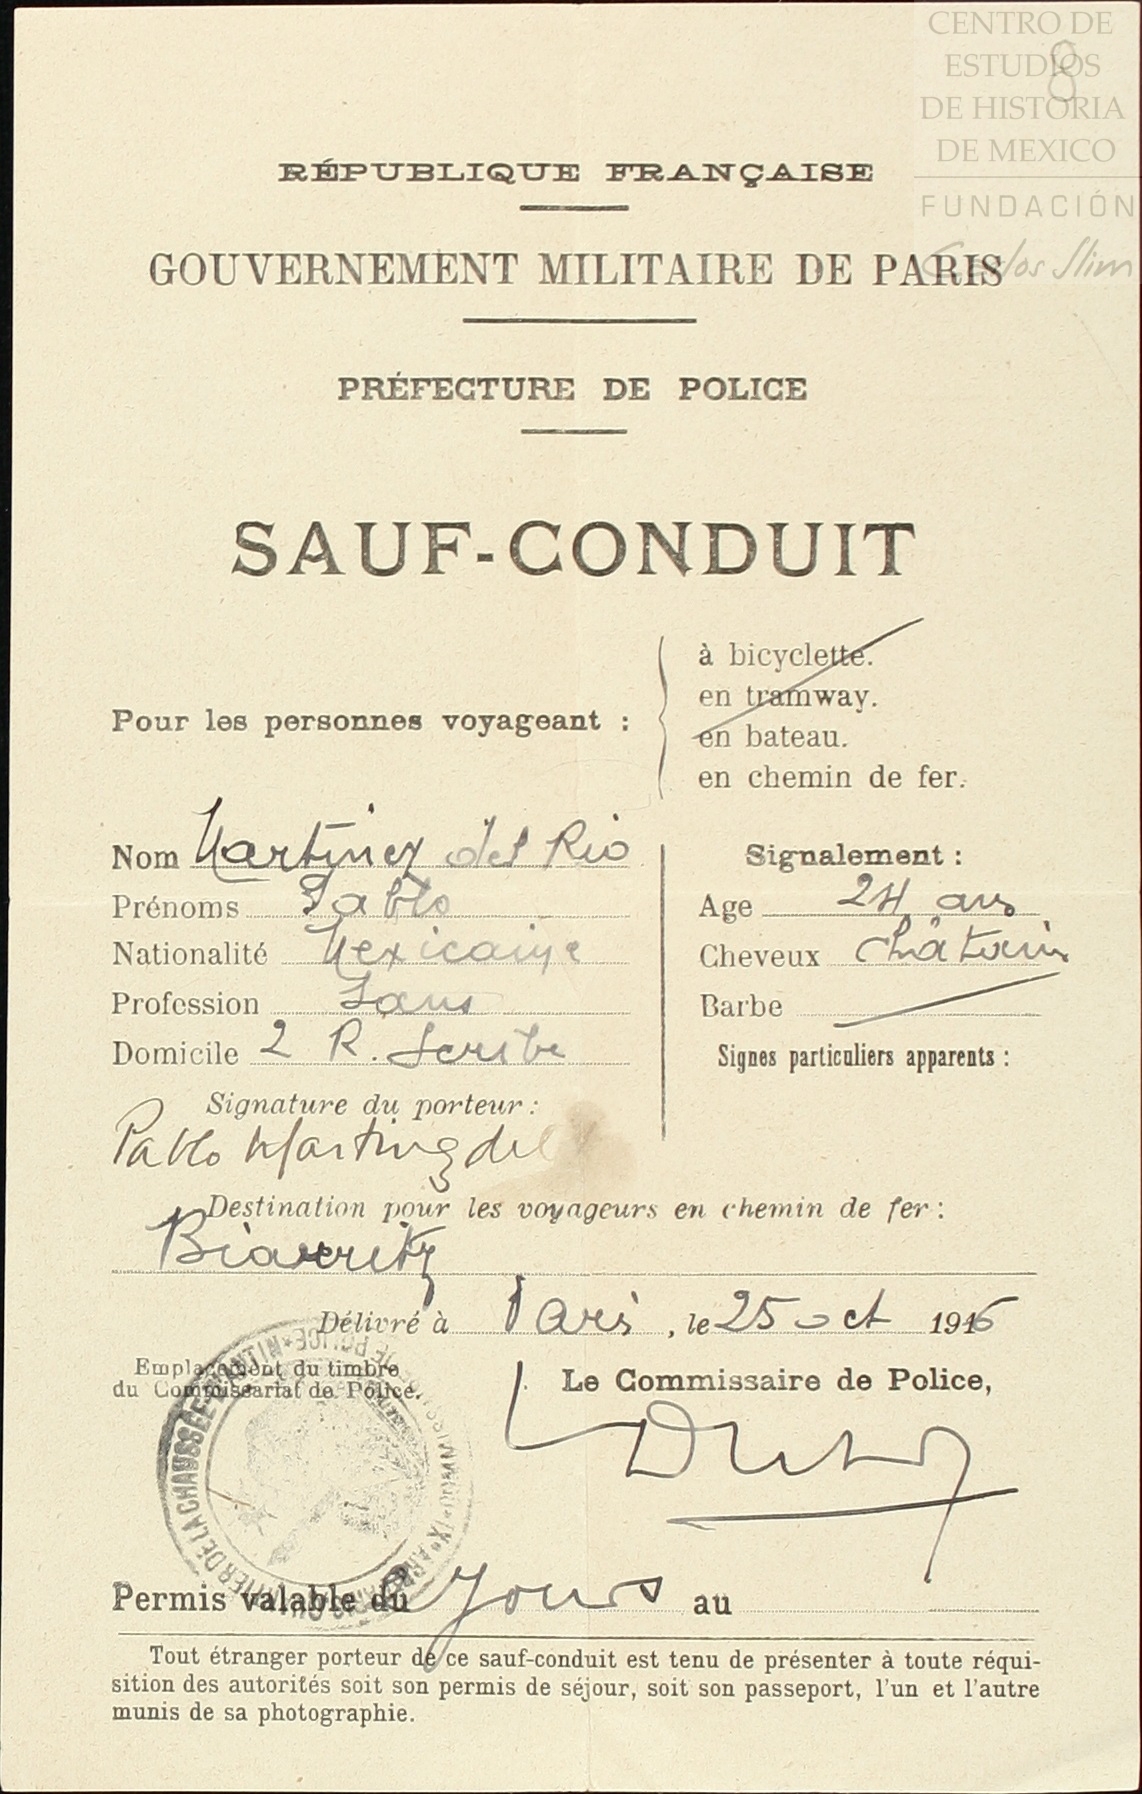 CENTRO DE
ESTUDIOS
DE HISTORIA
DE MEXICO
FUNDACIÓN
Carlos Slim
8
RÉPUBLIQUE FRANÇAISE
GOUVERNEMENT MILITAIRE DE PARIS
PRÉFECTURE DE POLICE
SAUF-CONDUIT
Pour les personnes voyageant :
à bicyclette.
en tramway.
en bateau.
en chemin de fer.
Nom Martinez del Rio
Prénoms Pablo
Nationalité Mexicaine
Profession Sans
Domicile 2 R. Scribe
Signalement :
Age 24 ans
Cheveux châtain
Barbe
Signes particuliers apparents :
Signature du porteur :
Pablo Martinez del
Destination pour les voyageurs en chemin de fer :
Biarritz
Délivré à Paris, le 25 oct 1916
Emplacement du timbre
du Commissariat de Police.
Le Commissaire de Police,
Permis valable du jours au
Tout étranger porteur de ce sauf-conduit est tenu de présenter à toute réqui-
sition des autorités soit son permis de séjour, soit son passeport, l'un et l'autre
munis de sa photographie.